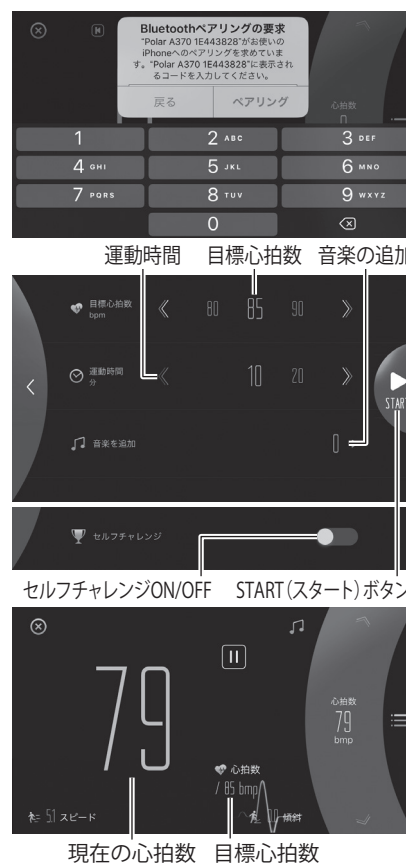 Bluetoothペアリングの要求
"Polar A370 1E443828"がお使いの
iPhoneへのペアリングを求めていま
す。"Polar A370 1E443828"に表示され
るコードを入力してください。
戻る ペアリング
心拍数
0
1 2 ABC 3 DEF
4 GHI 5 JKL 6 MNO
7 PQRS 8 TUV 9 WXYZ
0
運動時間 目標心拍数 音楽の追加
目標心拍数
bpm
80 85 90
運動時間
分
10 20
START
音楽を追加 0
セルフチャレンジ
セルフチャレンジON/OFF START(スタート)ボタン
79
心拍数
79
bmp
心拍数
/ 85 bmp
5.1 スピード 傾斜
現在の心拍数 目標心拍数